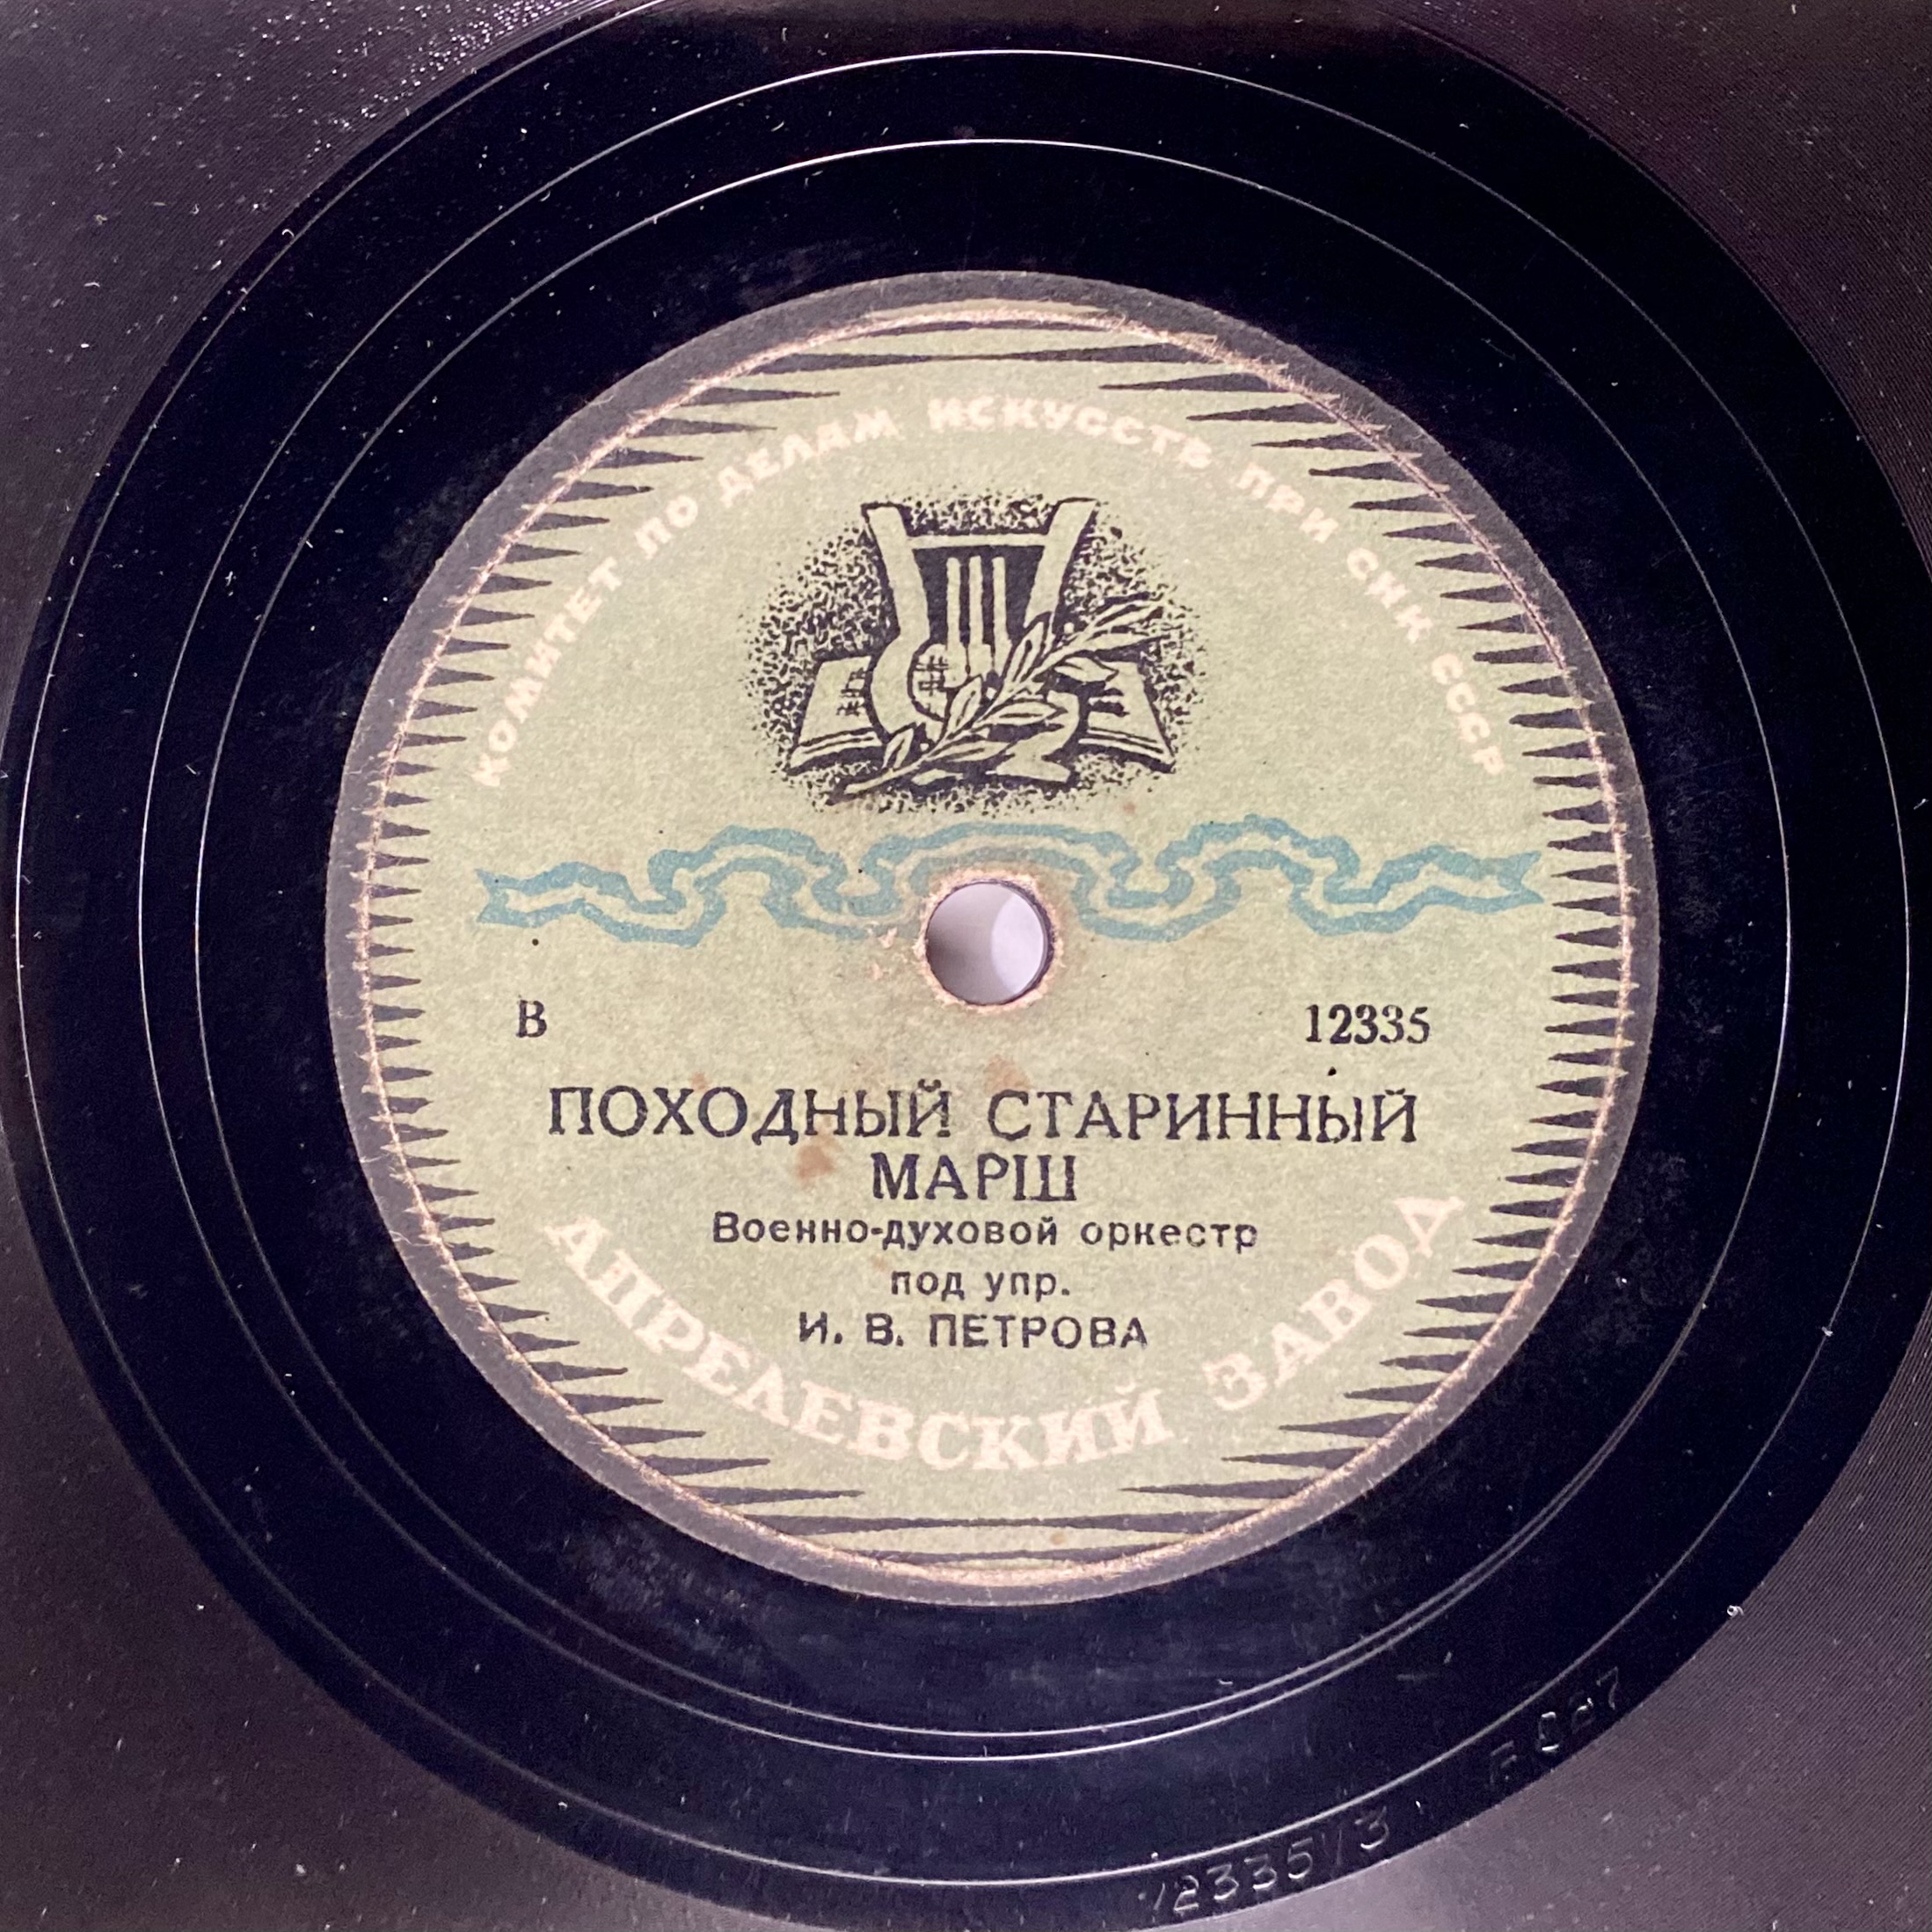 КОМИТЕТ ПО ДЕЛАМ ИСКУССТВ ПРИ СНК СССР
В 12335
ПОХОДНЫЙ СТАРИННЫЙ
МАРШ
Военно-духовой оркестр
под упр.
И. В. ПЕТРОВА
АПРЕЛЕВСКИЙ ЗАВОД
12335/3